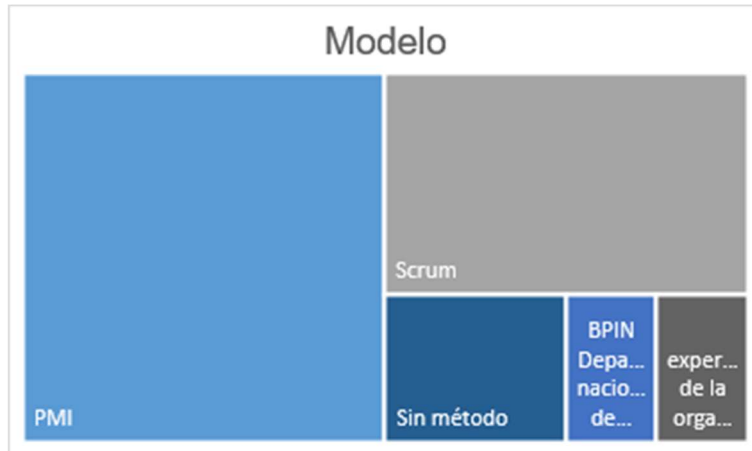 Modelo
PMI
Scrum
Sin método
BPIN
Depa...
nacio...
de...
exper...
de la
orga...